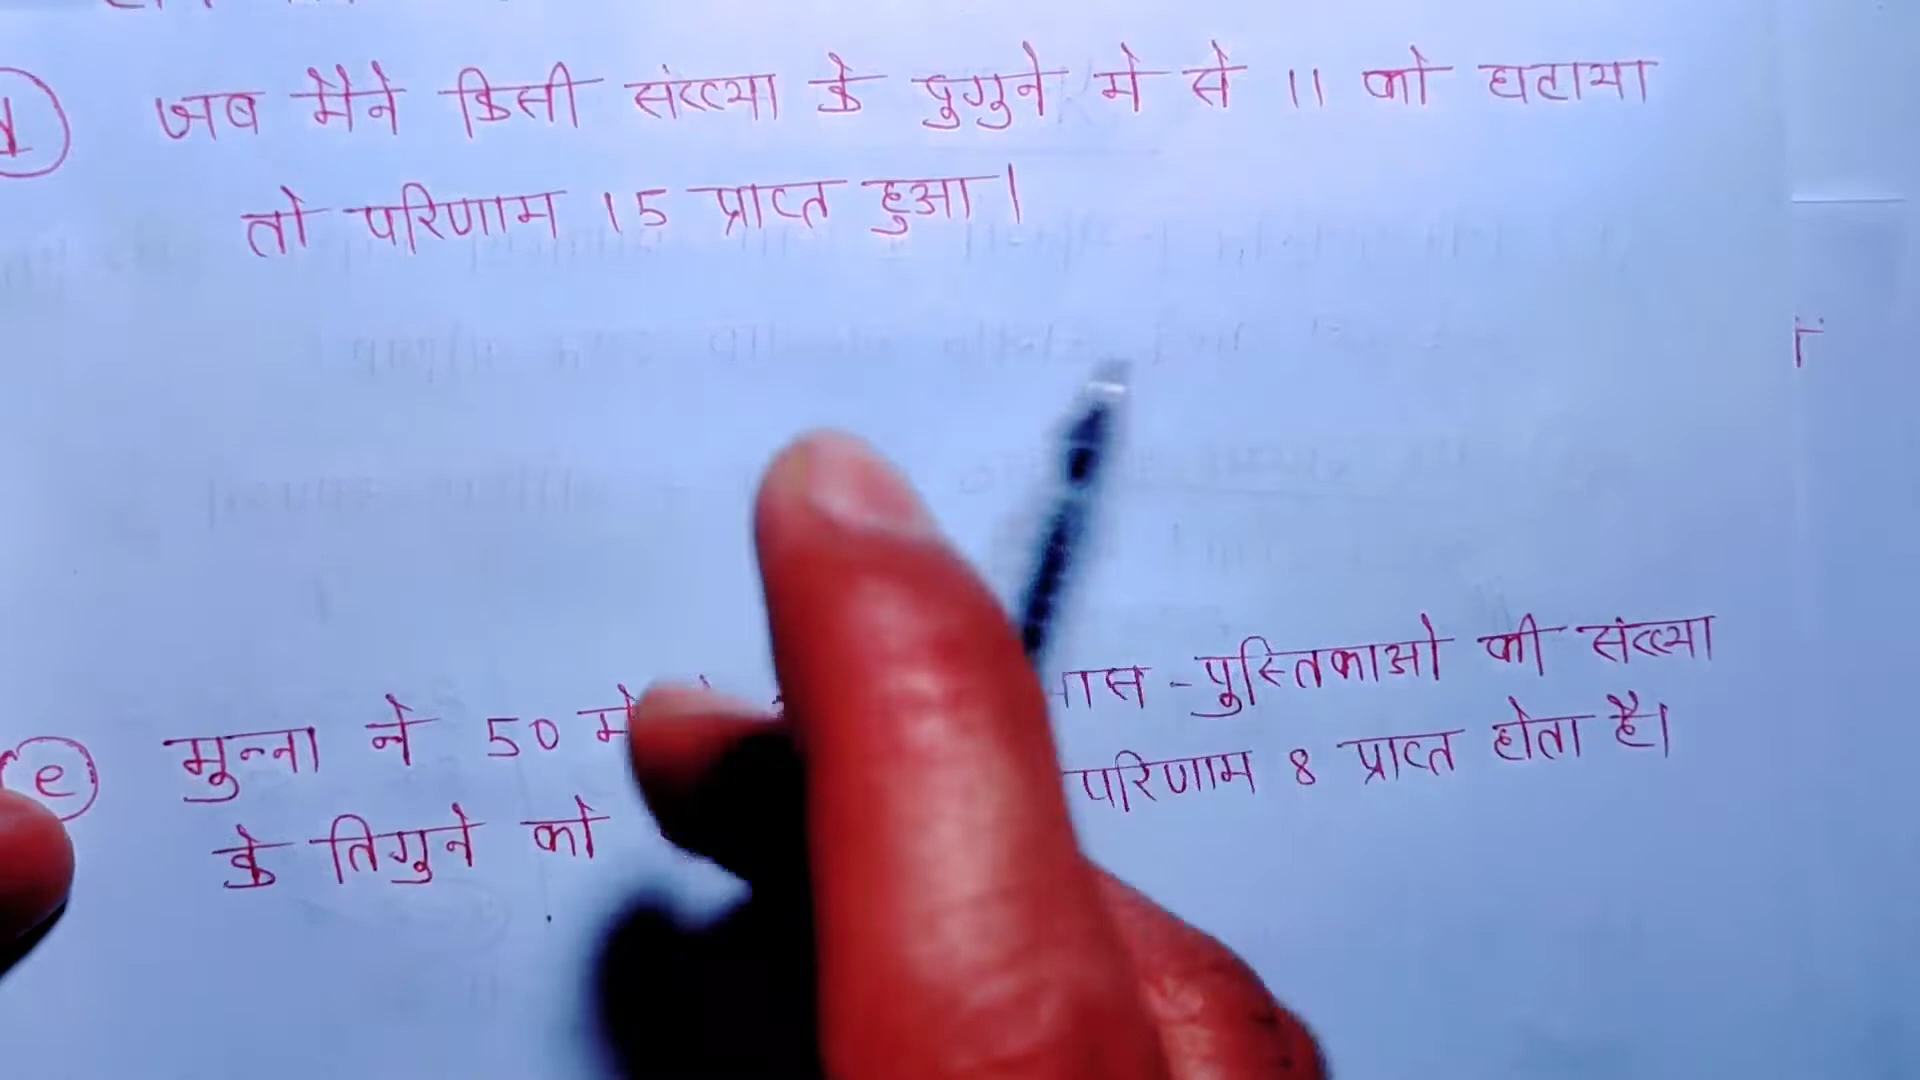 d जब मैने किसी संख्या के दुगुने मे से 11 को घटाया
तो परिणाम 15 प्राप्त हुआ।
e मुन्ना ने 50 मे पुस्तिकाओ की संख्या
के तिगुने को परिणाम 8 प्राप्त होता है।